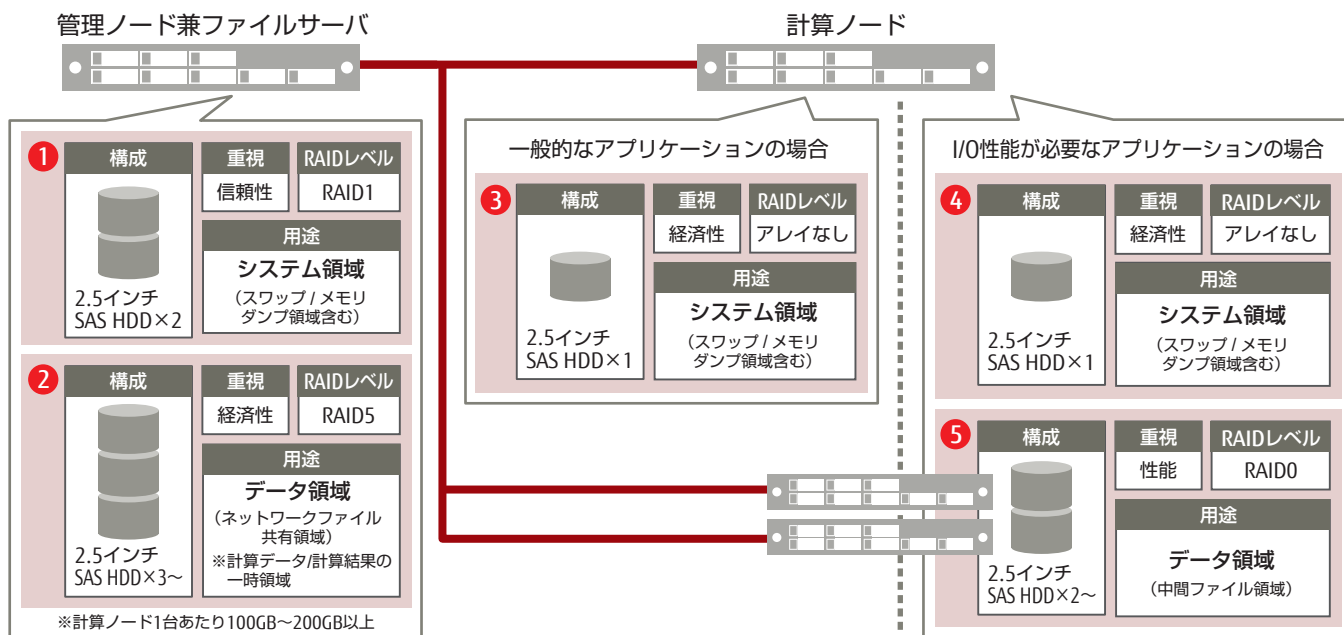 管理ノード兼ファイルサーバ
計算ノード
1
構成
2.5インチ
SAS HDD×2
重視
信頼性
RAIDレベル
RAID1
用途
システム領域
(スワップ / メモリ
ダンプ領域含む)
2
構成
2.5インチ
SAS HDD×3～
重視
経済性
RAIDレベル
RAID5
用途
データ領域
(ネットワークファイル
共有領域)
※計算データ/計算結果の
一時領域
※計算ノード1台あたり100GB～200GB以上
一般的なアプリケーションの場合
3
構成
2.5インチ
SAS HDD×1
重視
経済性
RAIDレベル
アレイなし
用途
システム領域
(スワップ / メモリ
ダンプ領域含む)
I/O性能が必要なアプリケーションの場合
4
構成
2.5インチ
SAS HDD×1
重視
経済性
RAIDレベル
アレイなし
用途
システム領域
(スワップ / メモリ
ダンプ領域含む)
5
構成
2.5インチ
SAS HDD×2～
重視
性能
RAIDレベル
RAID0
用途
データ領域
(中間ファイル領域)